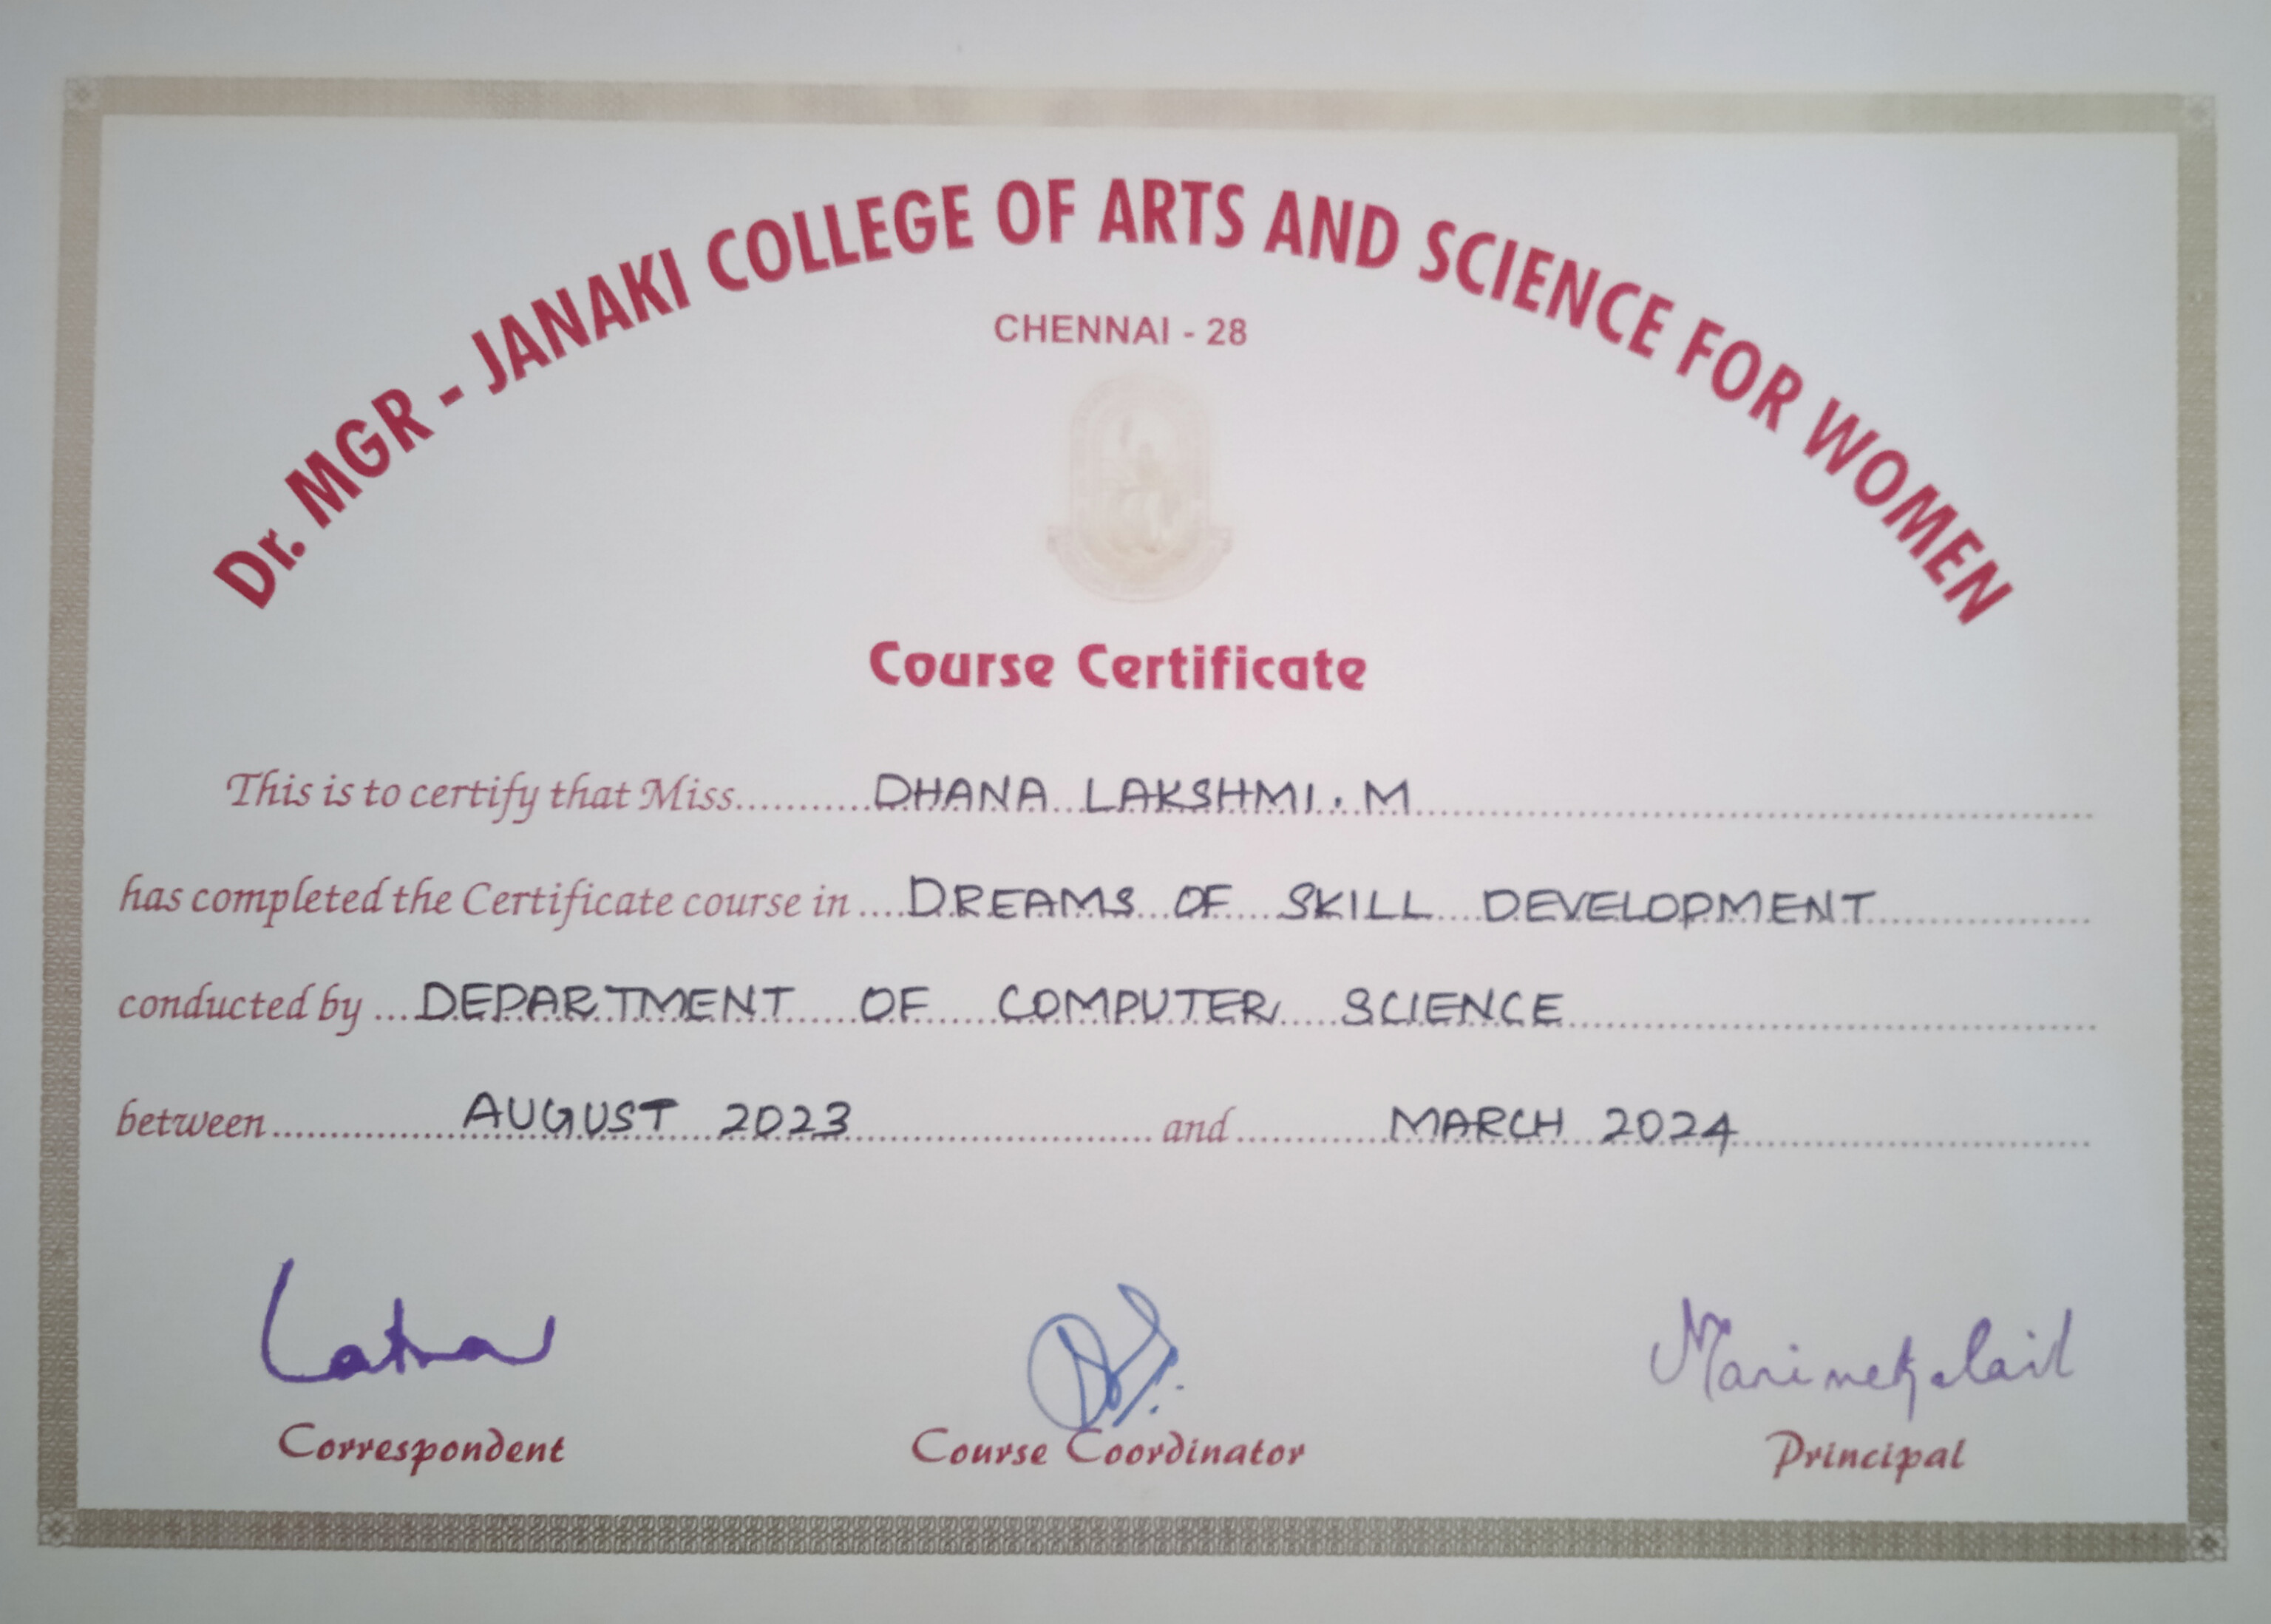 Dr. MGR - JANAKI COLLEGE OF ARTS AND SCIENCE FOR WOMEN
CHENNAI - 28
Course Certificate
This is to certify that Miss...........DHANA LAKSHMI. M
has completed the Certificate course in ....DREAMS OF SKILL DEVELOPMENT
conducted by ...DEPARTMENT OF COMPUTER SCIENCE
between................AUGUST 2023........................... and............MARCH 2024
Latha
Correspondent Course Coordinator Principal